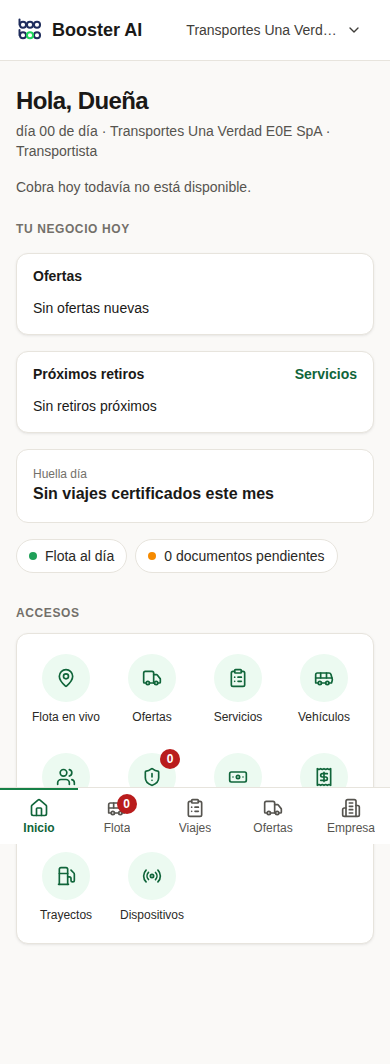 Booster AI
Transportes Una Verd…
Hola, Dueña
día 00 de día · Transportes Una Verdad E0E SpA ·
Transportista
Cobra hoy todavía no está disponible.
TU NEGOCIO HOY
Ofertas
Sin ofertas nuevas
Próximos retiros
Servicios
Sin retiros próximos
Huella día
Sin viajes certificados este mes
Flota al día
0 documentos pendientes
ACCESOS
Flota en vivo
Ofertas
Servicios
Vehículos
0
0
Inicio
Flota
Viajes
Ofertas
Empresa
Trayectos
Dispositivos